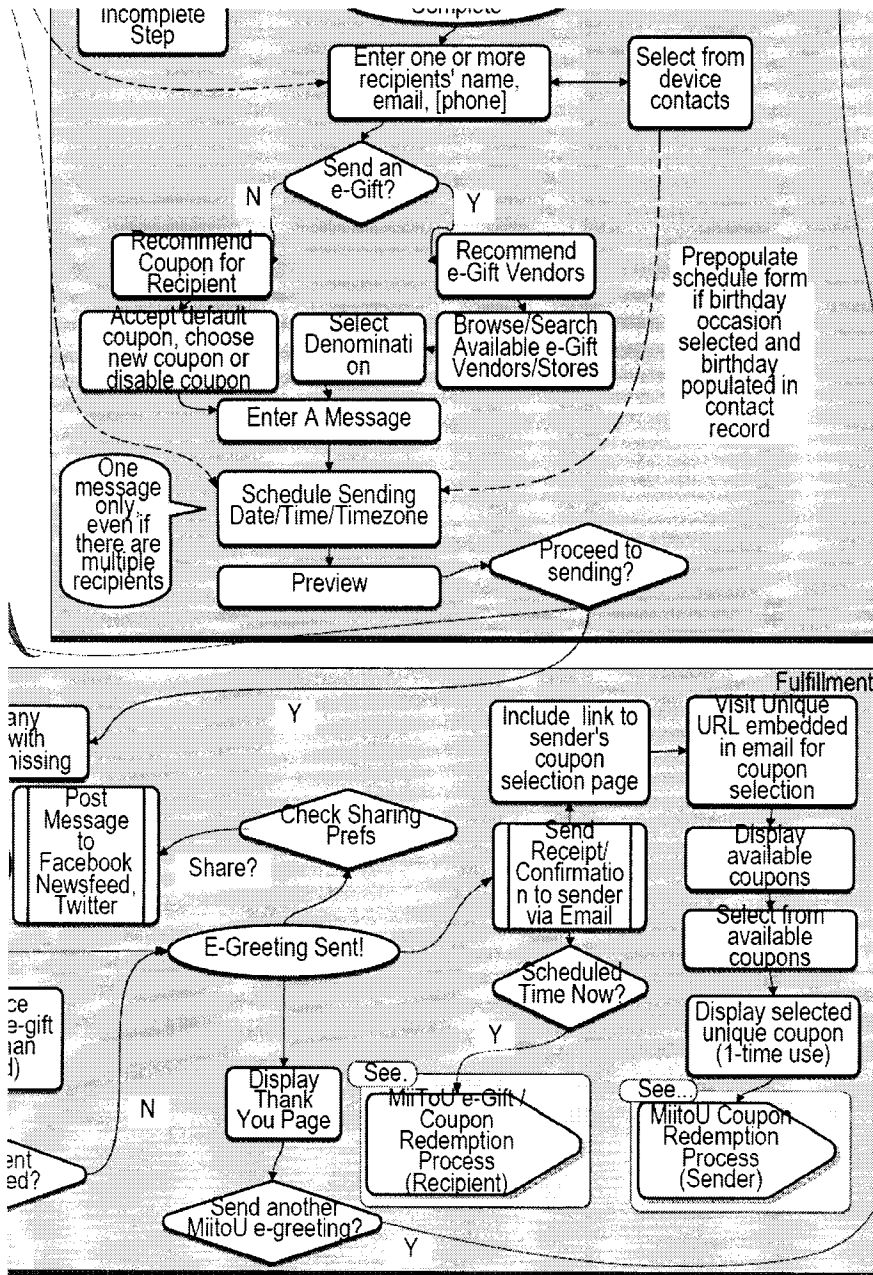 Incomplete
Step
Complete
Enter one or more
recipients' name,
email, [phone]
Select from
device
contacts
Send an
e-Gift?
N
Y
Recommend
Coupon for
Recipient
Recommend
e-Gift Vendors
Prepopulate
schedule form
if birthday
occasion
selected and
birthday
populated in
contact
record
Accept default
coupon, choose
new coupon or
disable coupon
Select
Denominati
on
Browse/Search
Available e-Gift
Vendors/Stores
Enter A Message
One
message
only,
even if
there are
multiple
recipients
Schedule Sending
Date/Time/Timezone
Preview
Proceed to
sending?
Fulfillment
Y
any
with
missing
Include link to
sender's
coupon
selection page
Visit Unique
URL embedded
in email for
coupon
selection
Post
Message
to
Facebook
Newsfeed,
Twitter
Share?
Check Sharing
Prefs
Send
Receipt/
Confirmatio
n to sender
via Email
Display
available
coupons
Select from
available
coupons
E-Greeting Sent!
Scheduled
Time Now?
ce
e-gift
nan
d)
Display selected
unique coupon
(1-time use)
Y
N
Display
Thank
You Page
See.
MiiToU e-Gift /
Coupon
Redemption
Process
(Recipient)
See...
MiitoU Coupon
Redemption
Process
(Sender)
ent
ed?
Send another
MiitoU e-greeting?
Y